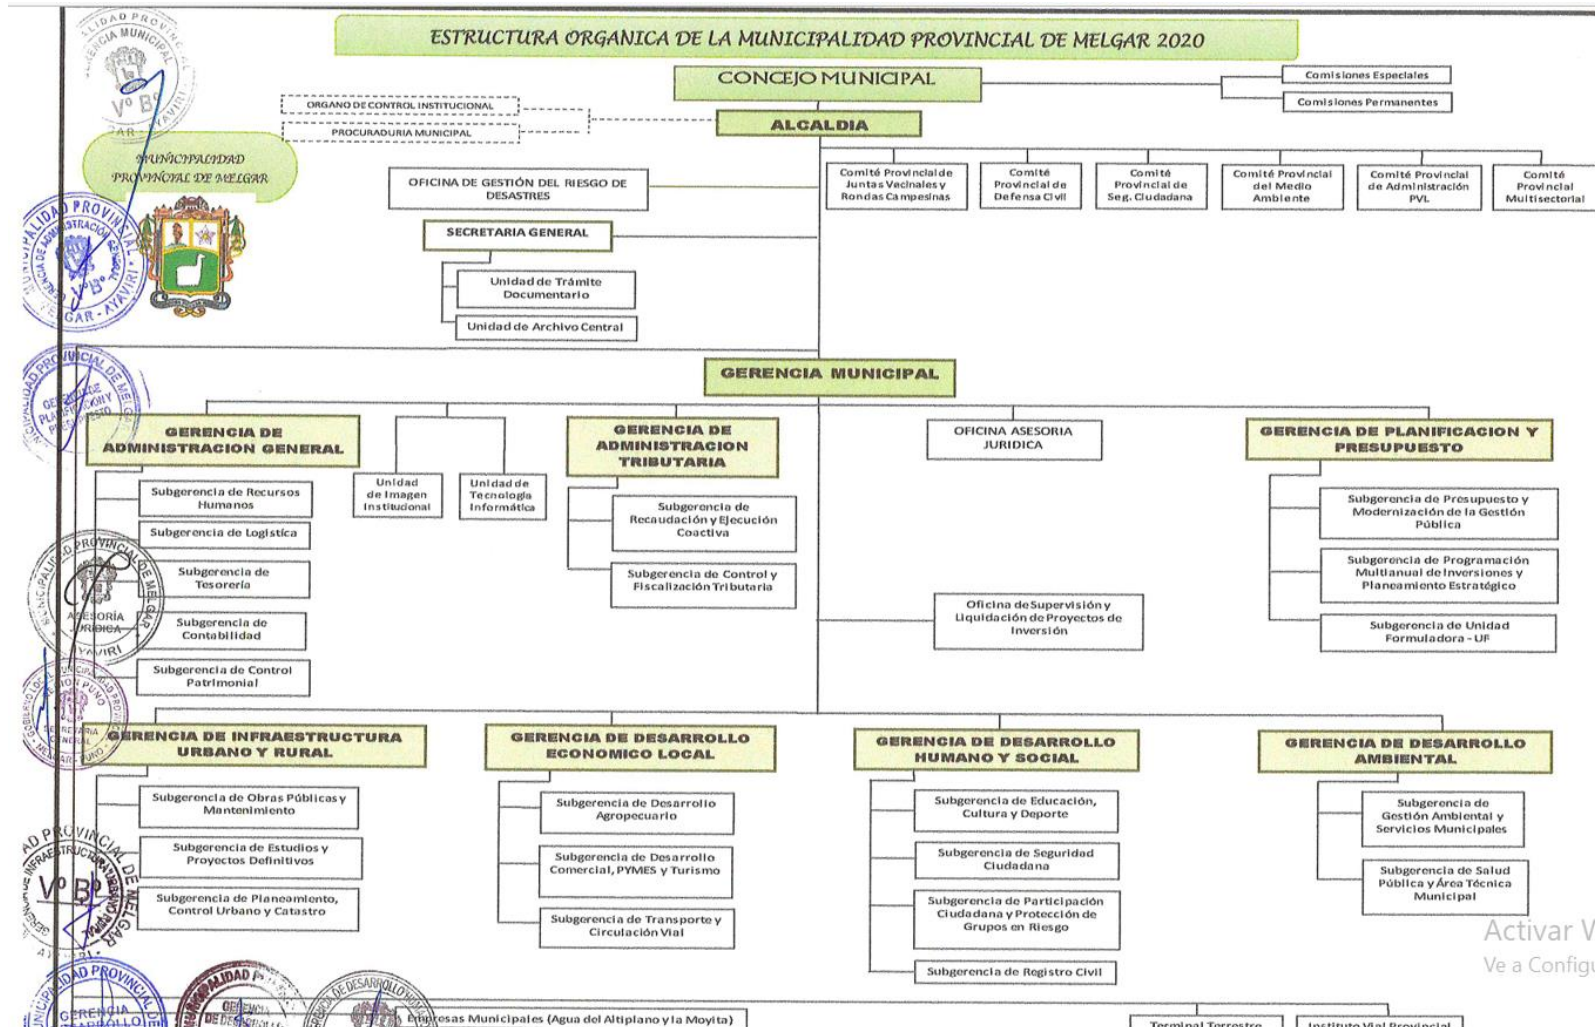 ESTRUCTURA ORGANICA DE LA MUNICIPALIDAD PROVINCIAL DE MELGAR 2020
CONCEJO MUNICIPAL
Comisiones Especiales
Comisiones Permanentes
ORGANO DE CONTROL INSTITUCIONAL
PROCURADURIA MUNICIPAL
ALCALDIA
MUNICIPALIDAD
PROVINCIAL DE MELGAR
OFICINA DE GESTIÓN DEL RIESGO DE
DESASTRES
Comité Provincial de
Juntas Vecinales y
Rondas Campesinas
Comité
Provincial de
Defensa Civil
Comité
Provincial de
Seg. Ciudadana
Comité Provincial
del Medio
Ambiente
Comité Provincial
de Administración
PVL
Comité
Provincial
Multisectorial
SECRETARIA GENERAL
Unidad de Trámite
Documentario
Unidad de Archivo Central
GERENCIA MUNICIPAL
GERENCIA DE
ADMINISTRACION GENERAL
Subgerencia de Recursos
Humanos
Subgerencia de Logistíca
Subgerencia de
Tesorería
Subgerencia de
Contabilidad
Subgerencia de Control
Patrimonial
Unidad
de Imagen
Institucional
Unidad de
Tecnología
Informática
GERENCIA DE
ADMINISTRACION
TRIBUTARIA
Subgerencia de
Recaudación y Ejecución
Coactiva
Subgerencia de Control y
Fiscalización Tributaria
OFICINA ASESORIA
JURIDICA
GERENCIA DE PLANIFICACION Y
PRESUPUESTO
Subgerencia de Presupuesto y
Modernización de la Gestión
Pública
Subgerencia de Programación
Multianual de Inversiones y
Planeamiento Estratégico
Subgerencia de Unidad
Formuladora - UF
Oficina de Supervisión y
Liquidación de Proyectos de
Inversión
GERENCIA DE INFRAESTRUCTURA
URBANO Y RURAL
Subgerencia de Obras Públicas y
Mantenimiento
Subgerencia de Estudios y
Proyectos Definitivos
Subgerencia de Planeamiento,
Control Urbano y Catastro
GERENCIA DE DESARROLLO
ECONOMICO LOCAL
Subgerencia de Desarrollo
Agropecuario
Subgerencia de Desarrollo
Comercial, PYMES y Turismo
Subgerencia de Transporte y
Circulación Vial
GERENCIA DE DESARROLLO
HUMANO Y SOCIAL
Subgerencia de Educación,
Cultura y Deporte
Subgerencia de Seguridad
Ciudadana
Subgerencia de Participación
Ciudadana y Protección de
Grupos en Riesgo
Subgerencia de Registro Civil
GERENCIA DE DESARROLLO
AMBIENTAL
Subgerencia de
Gestión Ambiental y
Servicios Municipales
Subgerencia de Salud
Pública y Área Técnica
Municipal
Activar
Ve a
Empresas Municipales (Agua del Altiplano y la Moyita)
Terminal Terrestre
Instituto Vial Provincial